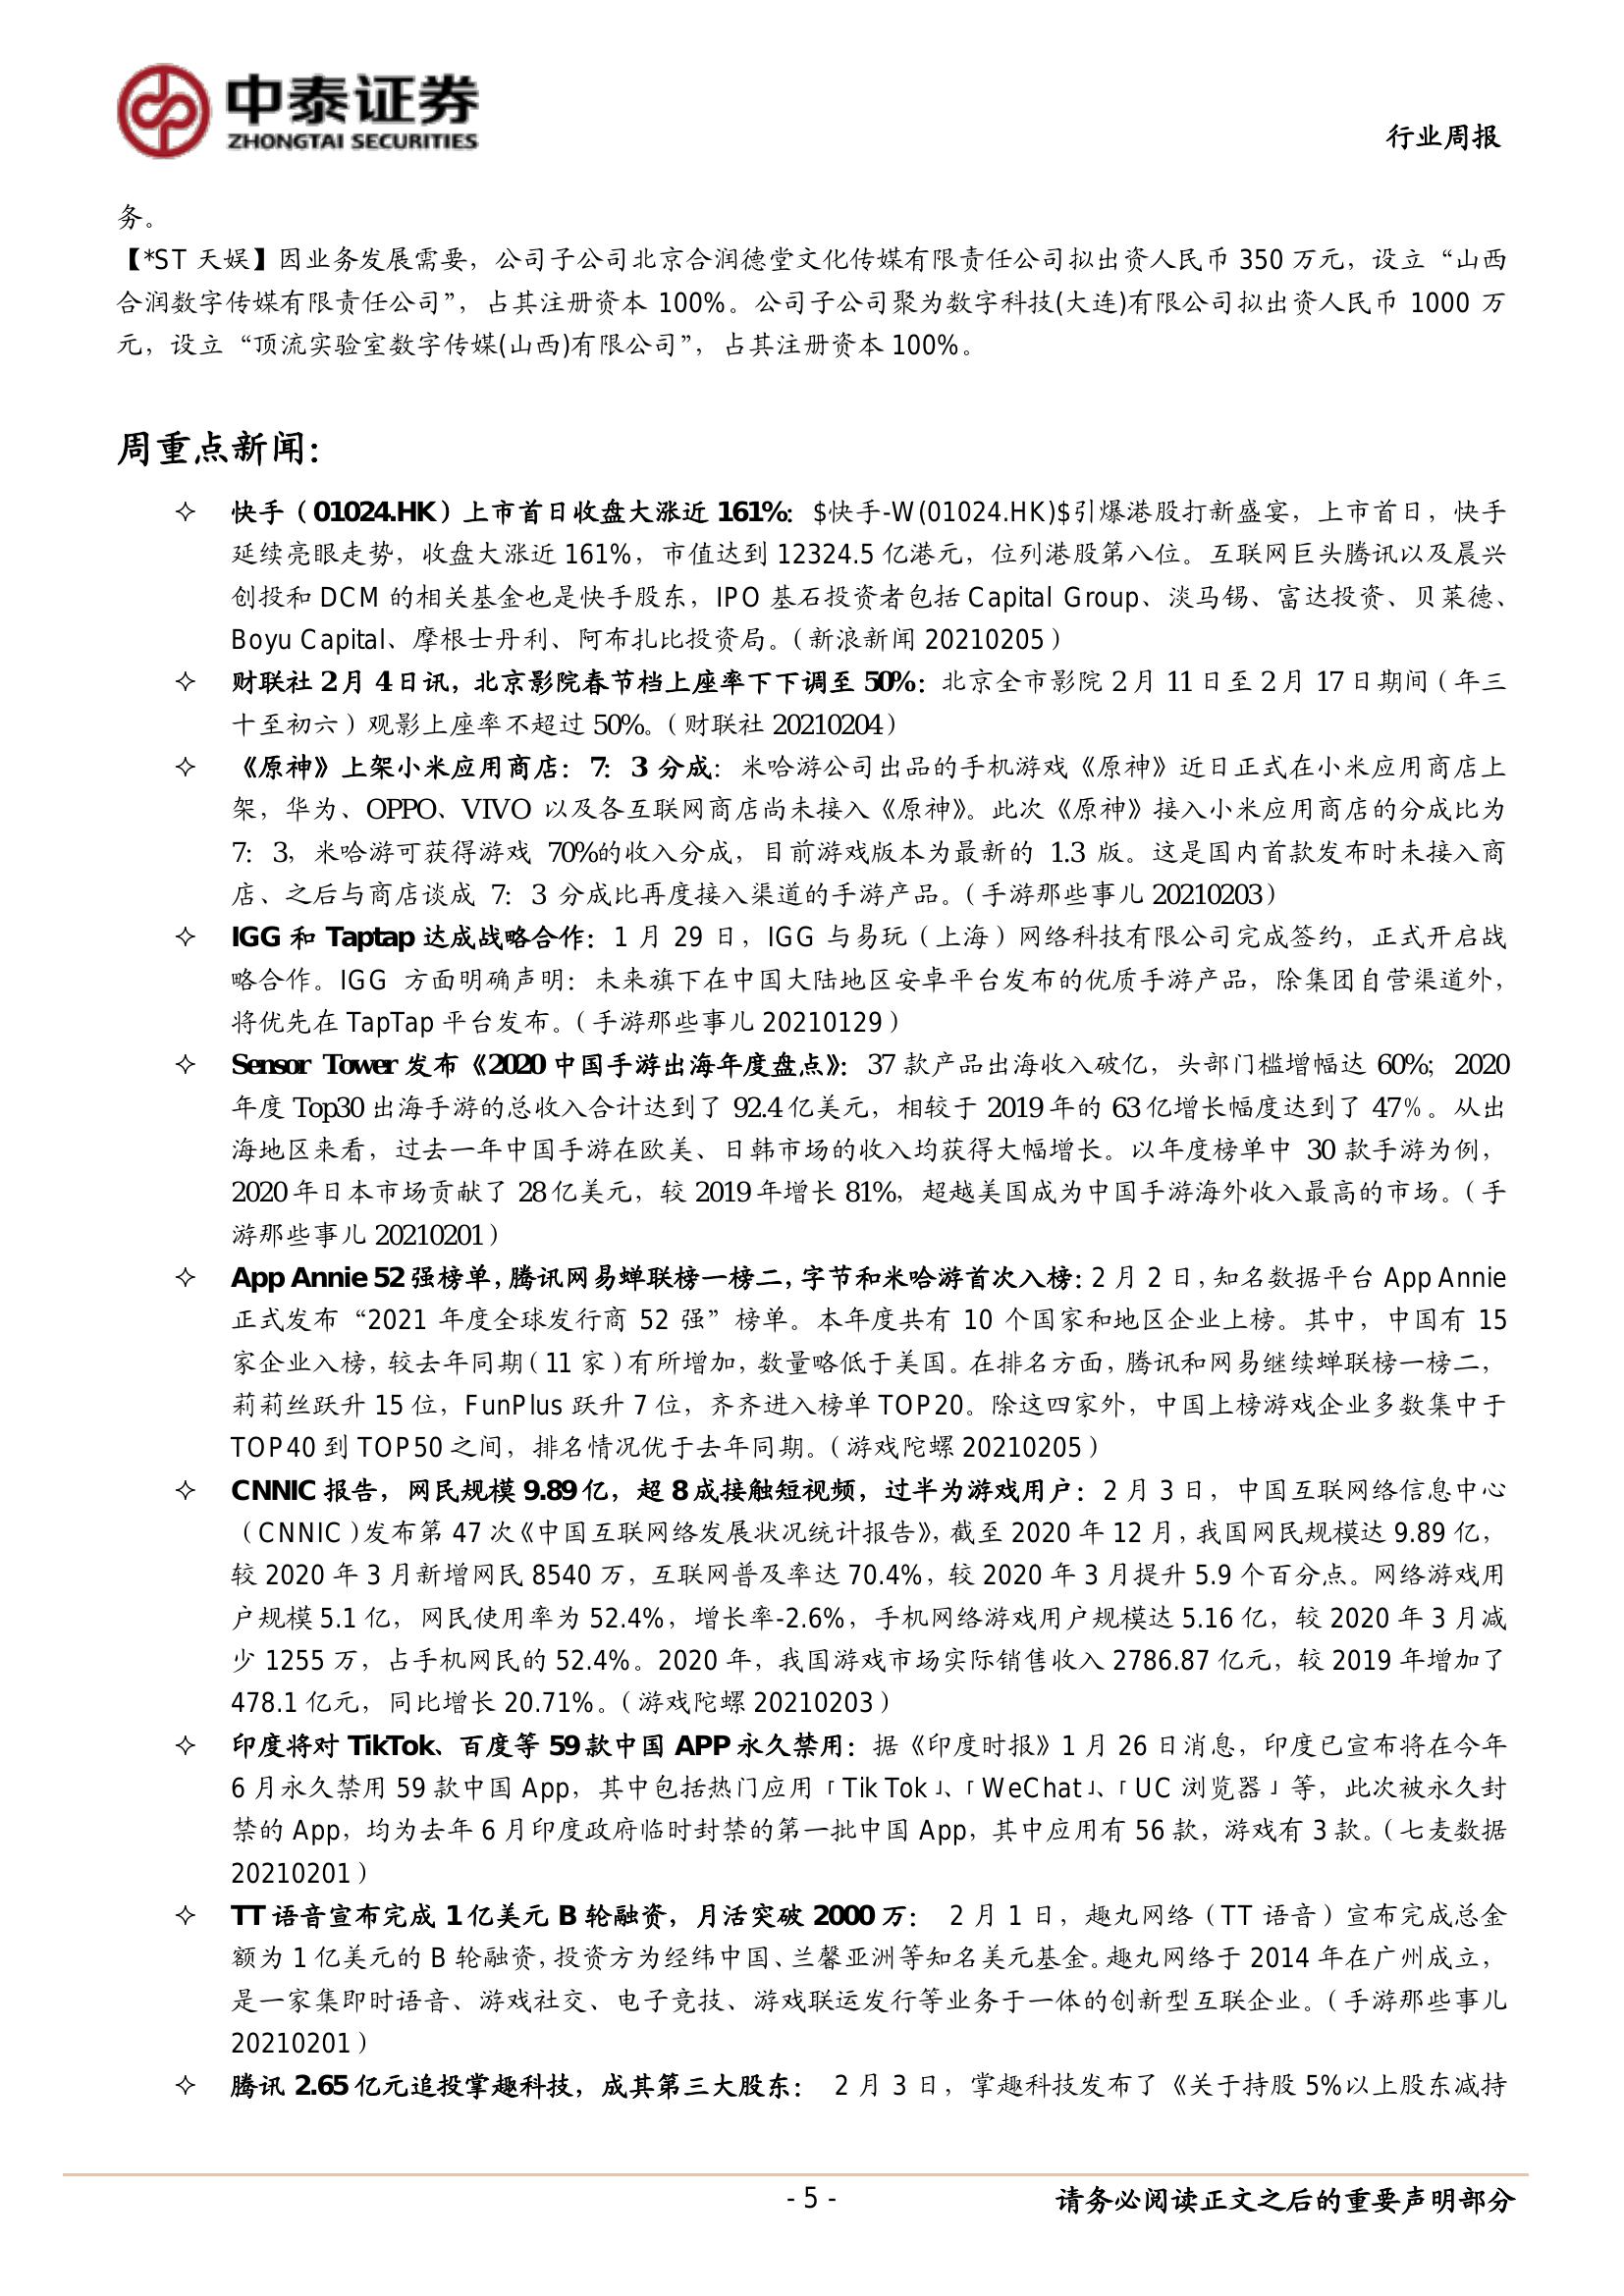 中泰证券
ZHONGTAI SECURITIES
行业周报
务。
【*ST 天娱】因业务发展需要，公司子公司北京合润德堂文化传媒有限责任公司拟出资人民币 350 万元，设立“山西
合润数字传媒有限责任公司”，占其注册资本 100%。公司子公司聚为数字科技(大连)有限公司拟出资人民币 1000 万
元，设立“顶流实验室数字传媒(山西)有限公司”，占其注册资本 100%。
周重点新闻：
✧ 快手（01024.HK）上市首日收盘大涨近 161%：$快手-W(01024.HK)$引爆港股打新盛宴，上市首日，快手
延续亮眼走势，收盘大涨近 161%，市值达到 12324.5 亿港元，位列港股第八位。互联网巨头腾讯以及晨兴
创投和 DCM 的相关基金也是快手股东，IPO 基石投资者包括 Capital Group、淡马锡、富达投资、贝莱德、
Boyu Capital、摩根士丹利、阿布扎比投资局。（新浪新闻 20210205）
✧ 财联社 2 月 4 日讯，北京影院春节档上座率下下调至 50%：北京全市影院 2 月 11 日至 2 月 17 日期间（年三
十至初六）观影上座率不超过 50%。（财联社 20210204）
✧ 《原神》上架小米应用商店：7：3 分成：米哈游公司出品的手机游戏《原神》近日正式在小米应用商店上
架，华为、OPPO、VIVO 以及各互联网商店尚未接入《原神》。此次《原神》接入小米应用商店的分成比为
7：3，米哈游可获得游戏 70%的收入分成，目前游戏版本为最新的 1.3 版。这是国内首款发布时未接入商
店、之后与商店谈成 7：3 分成比再度接入渠道的手游产品。（手游那些事儿 20210203）
✧ IGG 和 Taptap 达成战略合作：1 月 29 日，IGG 与易玩（上海）网络科技有限公司完成签约，正式开启战
略合作。IGG 方面明确声明：未来旗下在中国大陆地区安卓平台发布的优质手游产品，除集团自营渠道外，
将优先在 TapTap 平台发布。（手游那些事儿 20210129）
✧ Sensor Tower 发布《2020 中国手游出海年度盘点》：37 款产品出海收入破亿，头部门槛增幅达 60%；2020
年度 Top30 出海手游的总收入合计达到了 92.4 亿美元，相较于 2019 年的 63 亿增长幅度达到了 47%。从出
海地区来看，过去一年中国手游在欧美、日韩市场的收入均获得大幅增长。以年度榜单中 30 款手游为例，
2020 年日本市场贡献了 28 亿美元，较 2019 年增长 81%，超越美国成为中国手游海外收入最高的市场。（手
游那些事儿 20210201）
✧ App Annie 52 强榜单，腾讯网易蝉联榜一榜二，字节和米哈游首次入榜：2 月 2 日，知名数据平台 App Annie
正式发布“2021 年度全球发行商 52 强”榜单。本年度共有 10 个国家和地区企业上榜。其中，中国有 15
家企业入榜，较去年同期（11 家）有所增加，数量略低于美国。在排名方面，腾讯和网易继续蝉联榜一榜二，
莉莉丝跃升 15 位，FunPlus 跃升 7 位，齐齐进入榜单 TOP20。除这四家外，中国上榜游戏企业多数集中于
TOP40 到 TOP50 之间，排名情况优于去年同期。（游戏陀螺 20210205）
✧ CNNIC 报告，网民规模 9.89 亿，超 8 成接触短视频，过半为游戏用户：2 月 3 日，中国互联网络信息中心
（CNNIC）发布第 47 次《中国互联网络发展状况统计报告》，截至 2020 年 12 月，我国网民规模达 9.89 亿，
较 2020 年 3 月新增网民 8540 万，互联网普及率达 70.4%，较 2020 年 3 月提升 5.9 个百分点。网络游戏用
户规模 5.1 亿，网民使用率为 52.4%，增长率-2.6%，手机网络游戏用户规模达 5.16 亿，较 2020 年 3 月减
少 1255 万，占手机网民的 52.4%。2020 年，我国游戏市场实际销售收入 2786.87 亿元，较 2019 年增加了
478.1 亿元，同比增长 20.71%。（游戏陀螺 20210203）
✧ 印度将对 TikTok、百度等 59 款中国 APP 永久禁用：据《印度时报》1 月 26 日消息，印度已宣布将在今年
6 月永久禁用 59 款中国 App，其中包括热门应用「Tik Tok」、「WeChat」、「UC 浏览器」等，此次被永久封
禁的 App，均为去年 6 月印度政府临时封禁的第一批中国 App，其中应用有 56 款，游戏有 3 款。（七麦数据
20210201）
✧ TT 语音宣布完成 1 亿美元 B 轮融资，月活突破 2000 万： 2 月 1 日，趣丸网络（TT 语音）宣布完成总金
额为 1 亿美元的 B 轮融资，投资方为经纬中国、兰馨亚洲等知名美元基金。趣丸网络于 2014 年在广州成立，
是一家集即时语音、游戏社交、电子竞技、游戏联运发行等业务于一体的创新型互联企业。（手游那些事儿
20210201）
✧ 腾讯 2.65 亿元追投掌趣科技，成其第三大股东： 2 月 3 日，掌趣科技发布了《关于持股 5%以上股东减持
- 5 -
请务必阅读正文之后的重要声明部分